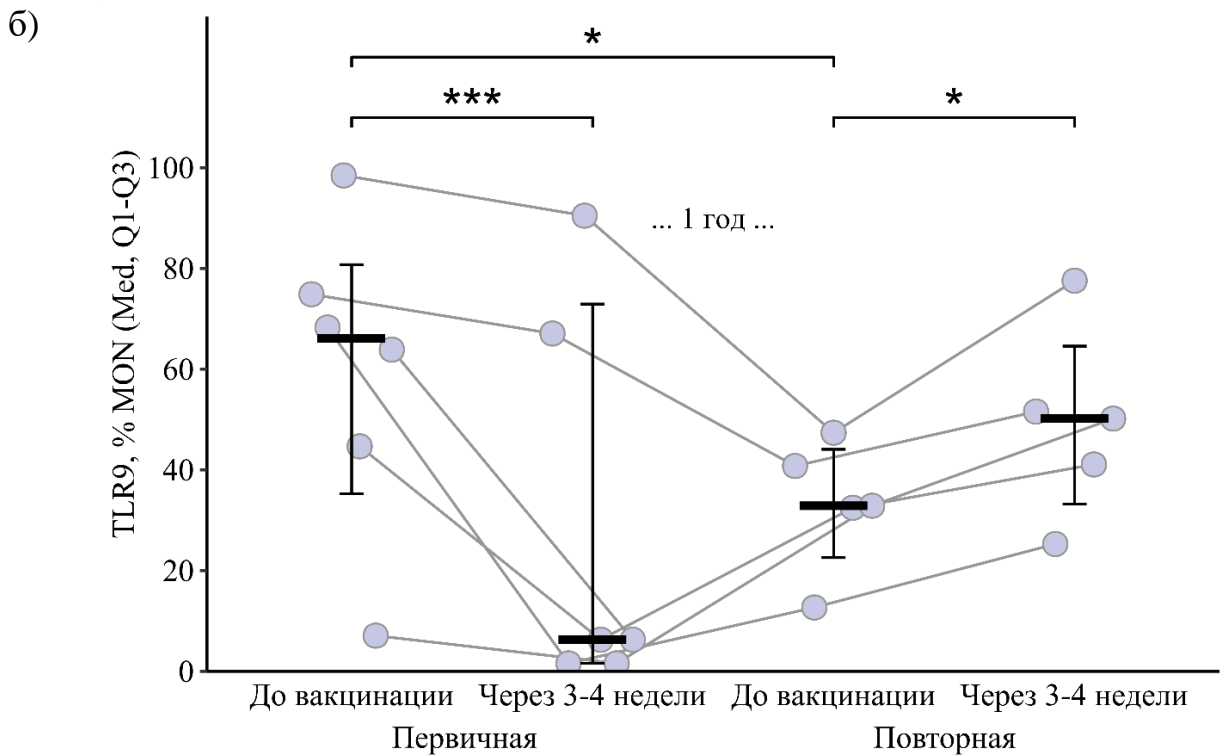 б)
*
***
*
TLR9, % MON (Med, Q1-Q3)
100
80
60
40
20
0
... 1 год ...
До вакцинации Через 3-4 недели До вакцинации Через 3-4 недели
Первичная Повторная